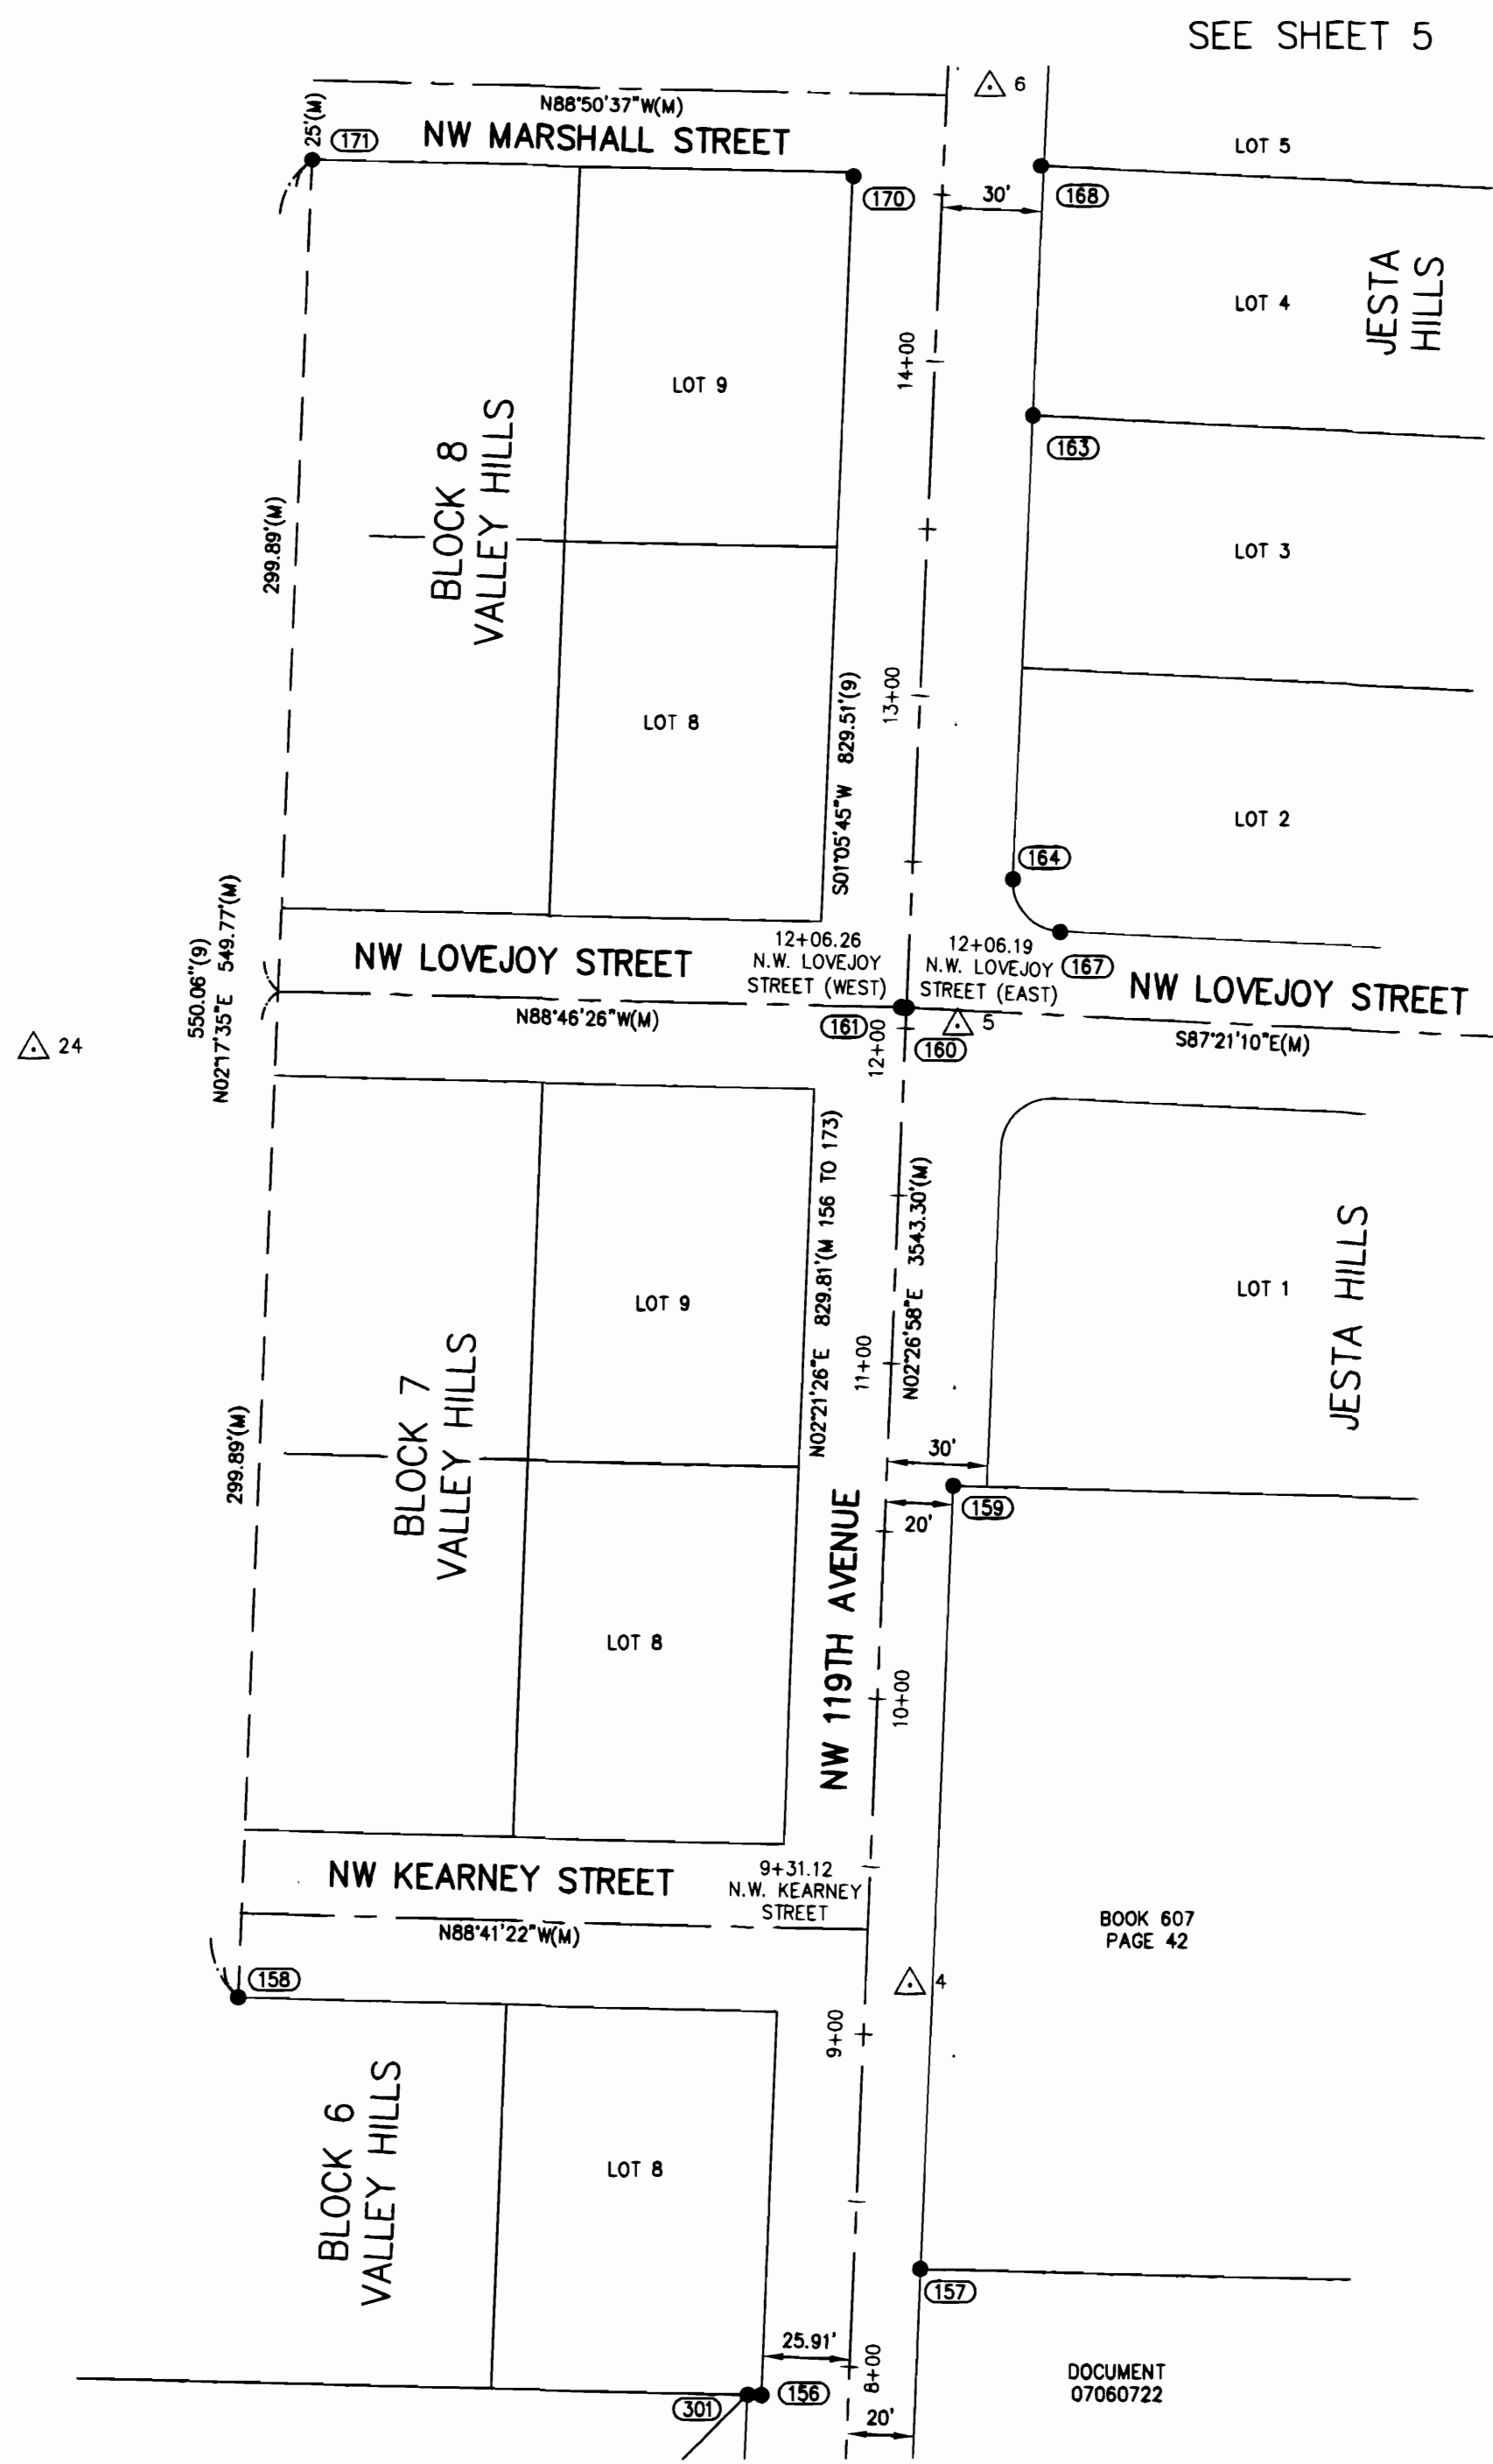 SEE SHEET 5
6
N88°50'37"W(M)
25'(M)
171
NW MARSHALL STREET
LOT 5
170
30'
168
JESTA
HILLS
LOT 4
14+00
LOT 9
BLOCK 8
VALLEY HILLS
163
299.89'(M)
LOT 3
13+00
S01°05'45"W 829.51'(9)
LOT 8
LOT 2
164
550.06"(9)
N02°17'35"E 549.77'(M)
NW LOVEJOY STREET
12+06.26
N.W. LOVEJOY
STREET (WEST)
12+06.19
N.W. LOVEJOY
STREET (EAST)
167
NW LOVEJOY STREET
N88°46'26"W(M)
161
12+00
5
160
S87°21'10"E(M)
24
N02°21'26"E 829.81'(M 156 TO 173)
N02°26'58"E 3543.30'(M)
LOT 1
JESTA HILLS
LOT 9
11+00
BLOCK 7
VALLEY HILLS
299.89'(M)
30'
159
20'
NW 119TH AVENUE
LOT 8
10+00
NW KEARNEY STREET
9+31.12
N.W. KEARNEY
STREET
N88°41'22"W(M)
BOOK 607
PAGE 42
158
4
9+00
BLOCK 6
VALLEY HILLS
LOT 8
157
25.91'
8+00
DOCUMENT
07060722
156
301
20'